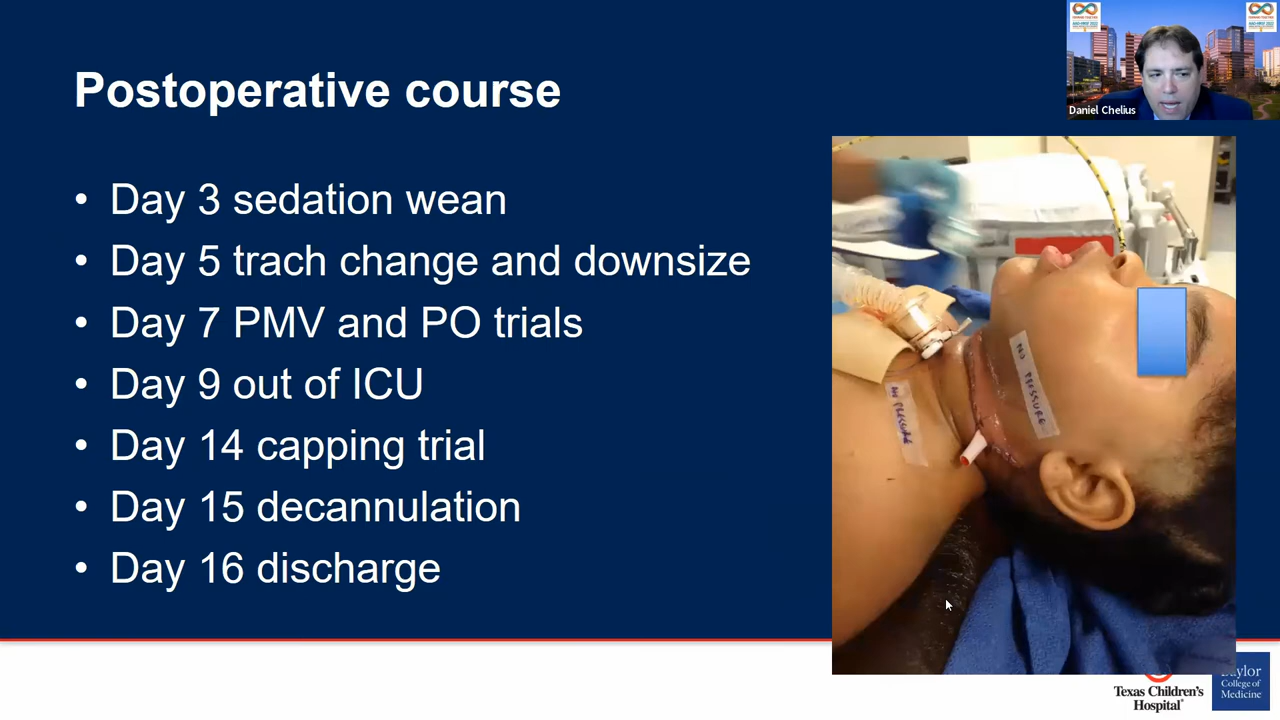 Postoperative course
Daniel Chelius
• Day 3 sedation wean
• Day 5 trach change and downsize
• Day 7 PMV and PO trials
• Day 9 out of ICU
• Day 14 capping trial
• Day 15 decannulation
• Day 16 discharge
PRESSURE
PRESSURE
Texas Children's
Hospital
College of
Medicine